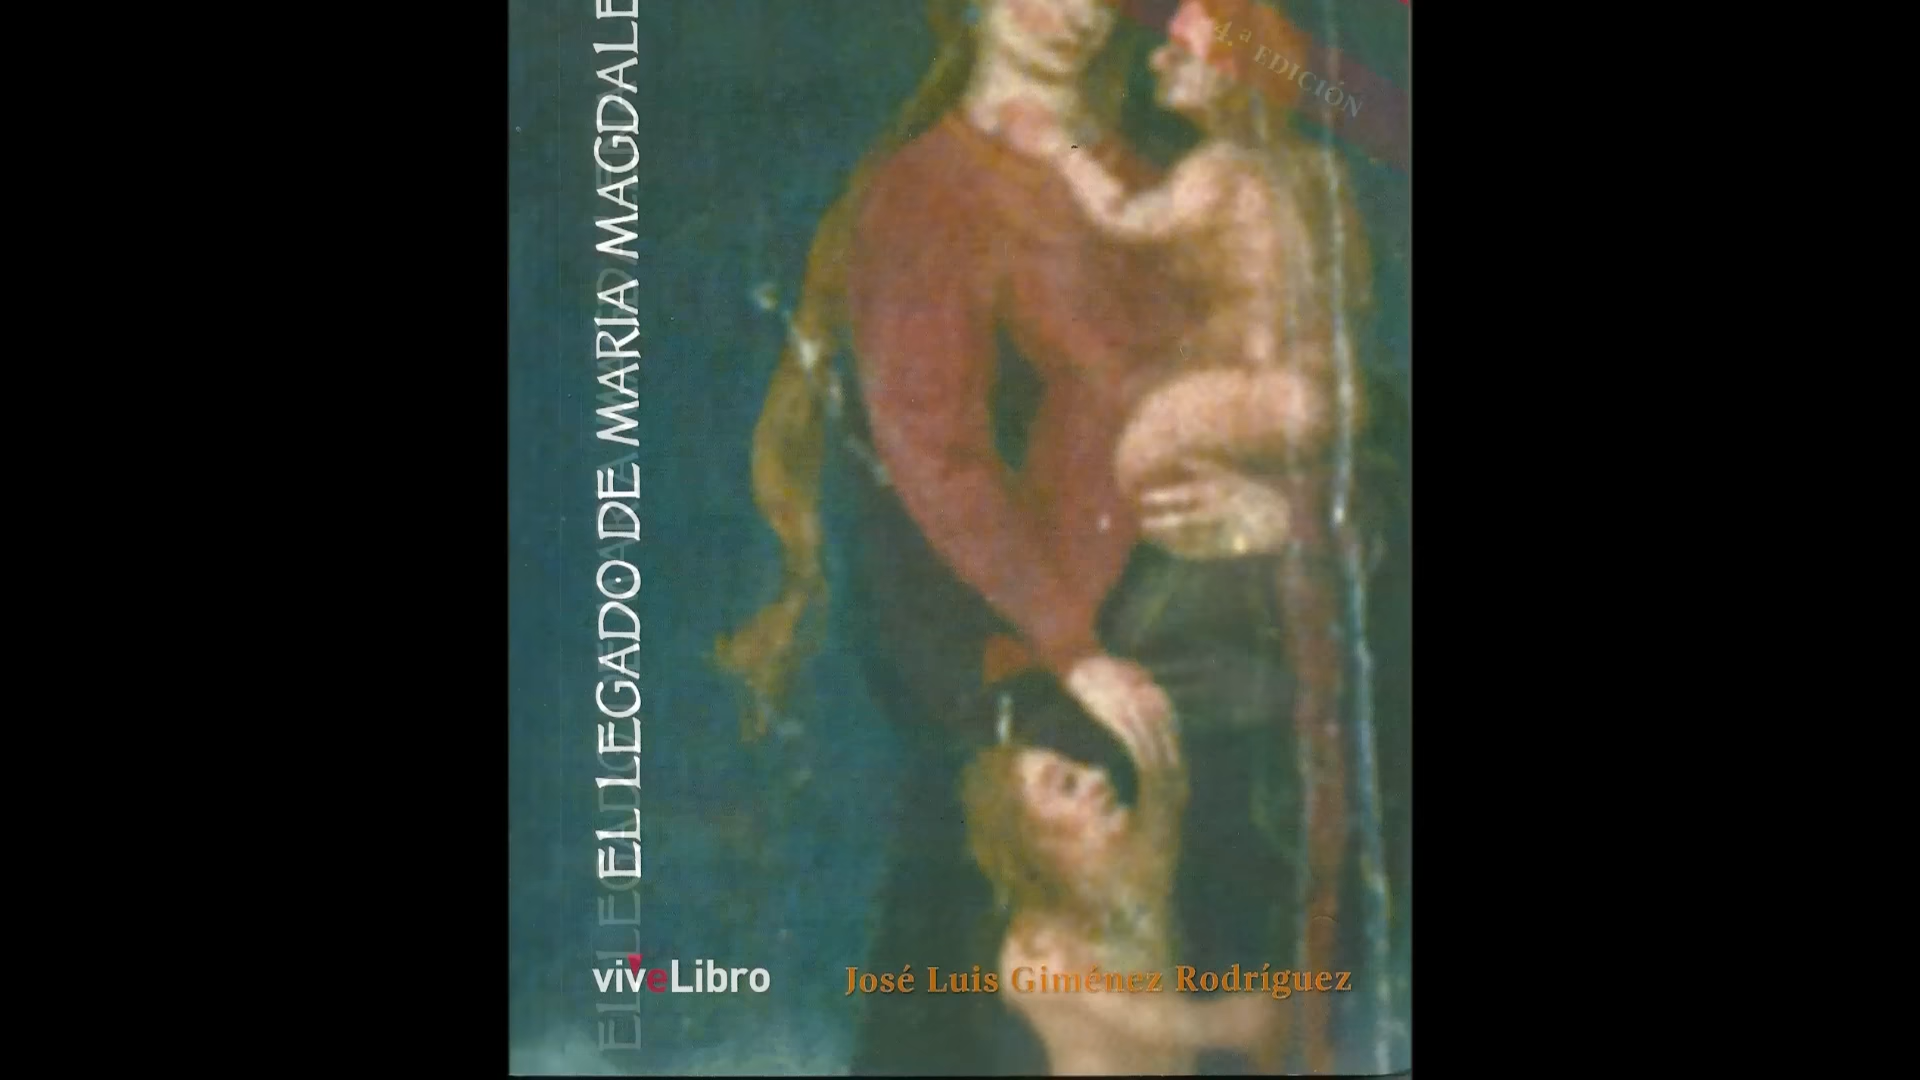 4.ª EDICIÓN
EL LEGADO DE MARIA MAGDALE
viveLibro
José Luis Giménez Rodríguez